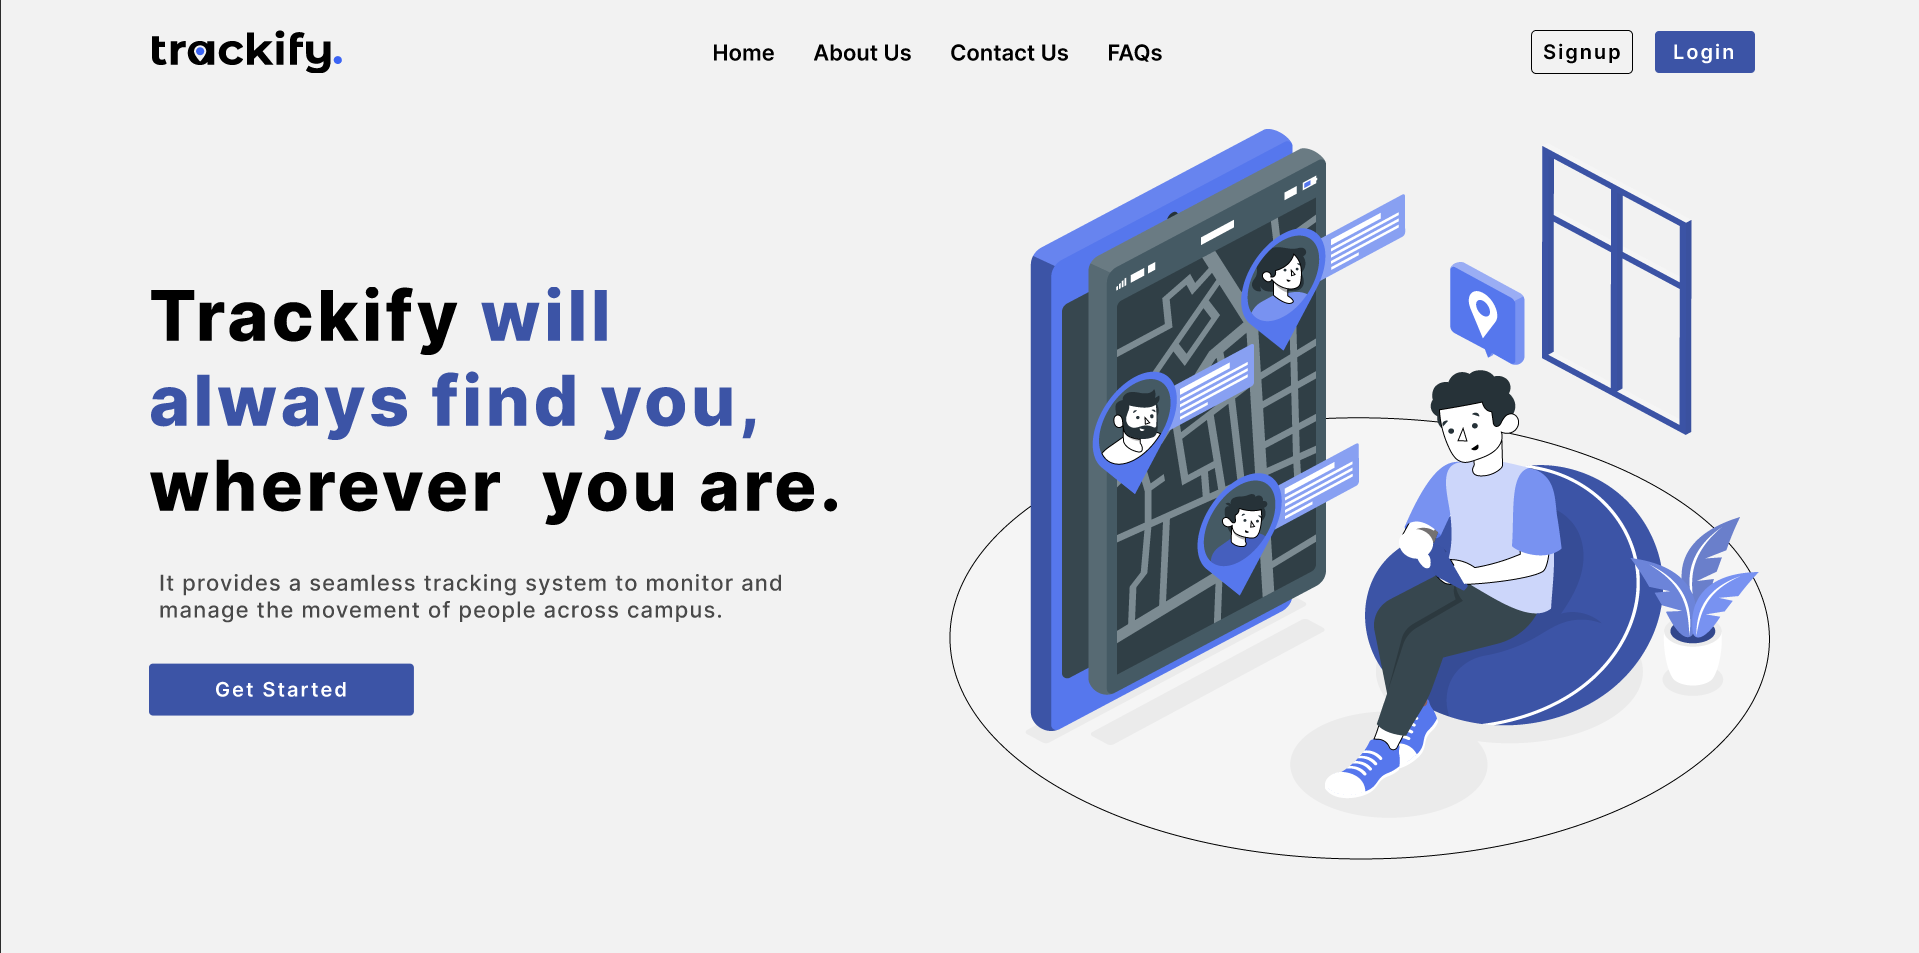 trackify.
Home About Us Contact Us FAQs
Signup Login
Trackify will
always find you,
wherever you are.
It provides a seamless tracking system to monitor and
manage the movement of people across campus.
Get Started